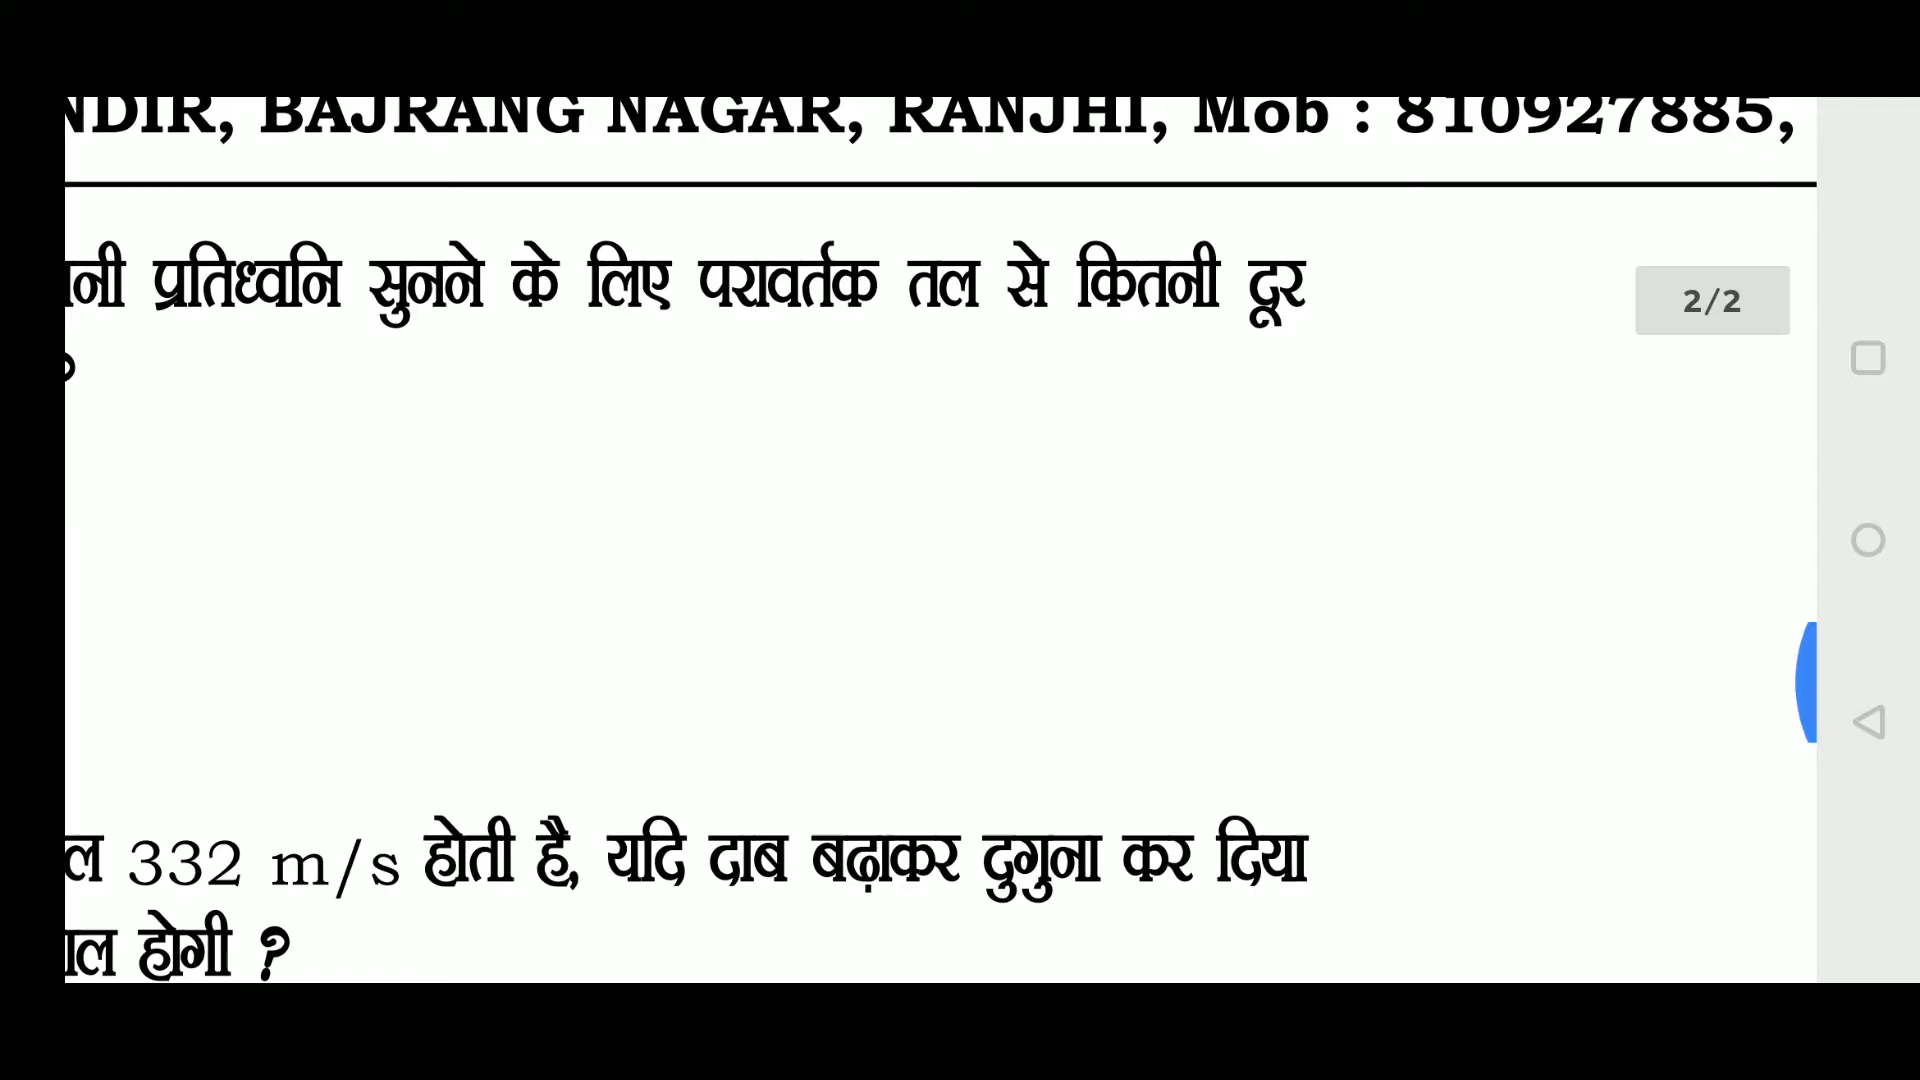 NDIR, BAJRANG NAGAR, RANJHI, Mob : 810927885,
नी प्रतिध्वनि सुनने के लिए परावर्तक तल से कितनी दूर
2/2
ल 332 m/s होती है, यदि दाब बढ़ाकर दुगुना कर दिया
ाल होगी ?